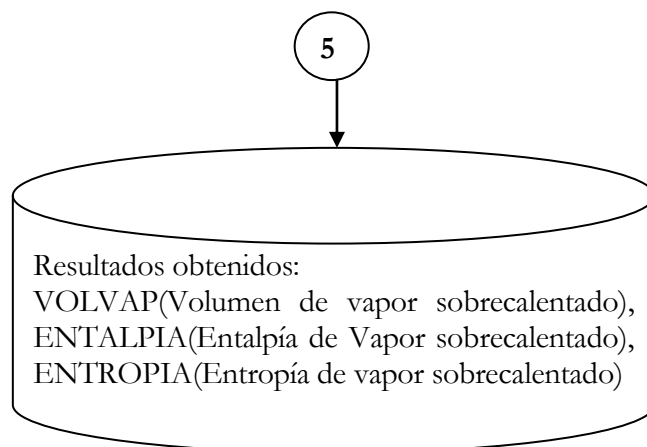 5
Resultados obtenidos:
VOLVAP(Volumen de vapor sobrecalentado),
ENTALPIA(Entalpía de Vapor sobrecalentado),
ENTROPIA(Entropía de vapor sobrecalentado)